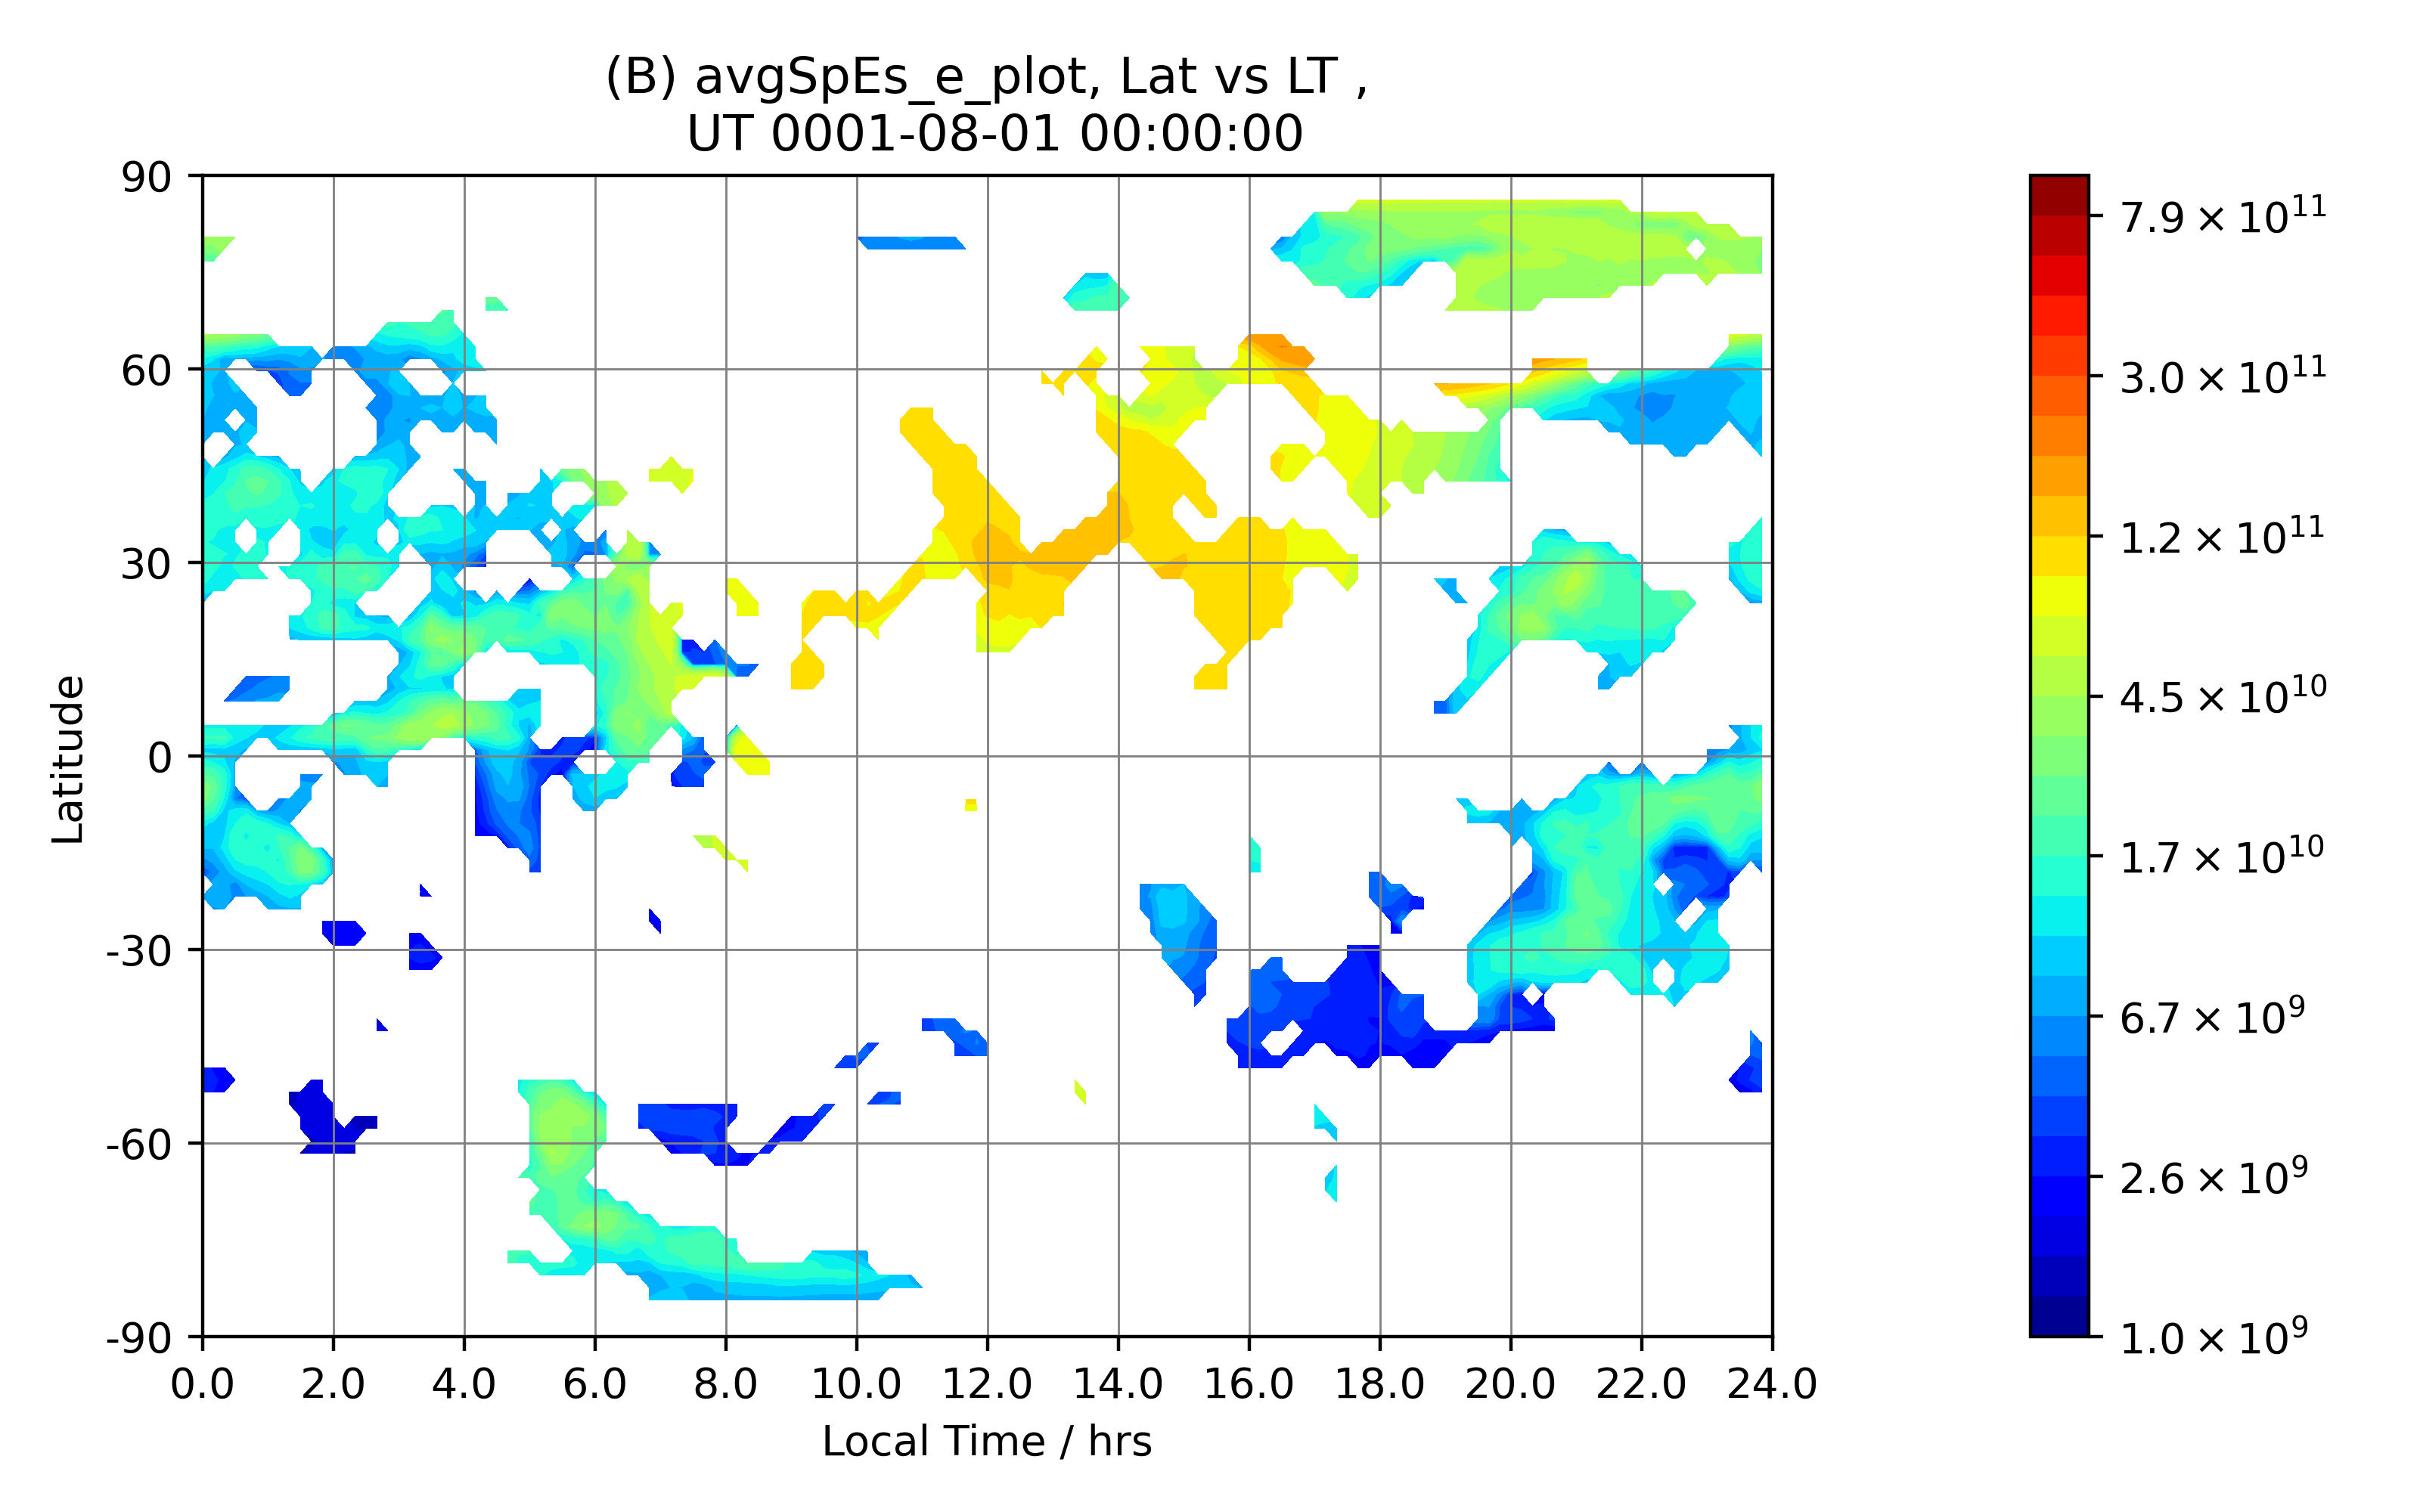 (B) avgSpEs_e_plot, Lat vs LT ,
UT 0001-08-01 00:00:00
90
60
30
0
-30
-60
-90
Latitude
0.0 2.0 4.0 6.0 8.0 10.0 12.0 14.0 16.0 18.0 20.0 22.0 24.0
Local Time / hrs
7.9 × 10¹¹
3.0 × 10¹¹
1.2 × 10¹¹
4.5 × 10¹⁰
1.7 × 10¹⁰
6.7 × 10⁹
2.6 × 10⁹
1.0 × 10⁹